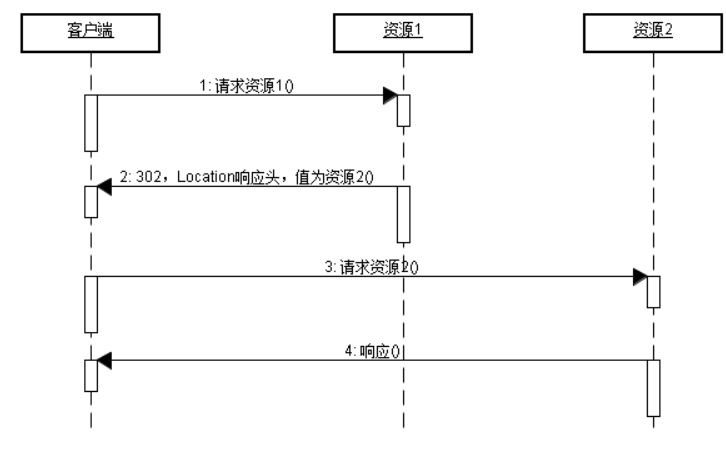 客户端
资源1
资源2
1: 请求资源1()
2: 302，Location响应头，值为资源2()
3: 请求资源2()
4: 响应()